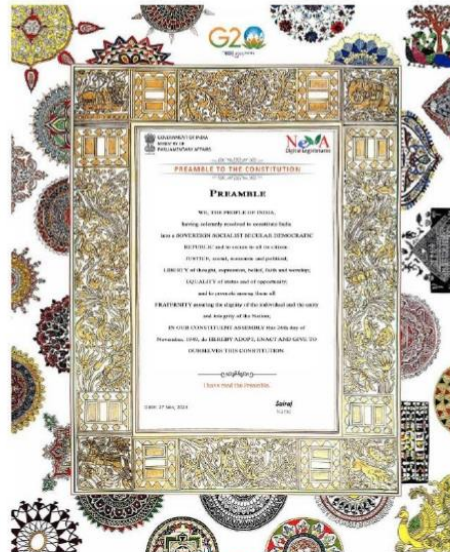 G20
GOVERNMENT OF INDIA
MINISTRY OF
PARLIAMENTARY AFFAIRS
NeVA
Digital Legislatures
PREAMBLE TO THE CONSTITUTION
PREAMBLE
WE, THE PEOPLE OF INDIA,
having solemnly resolved to constitute India
into a SOVEREIGN SOCIALIST SECULAR DEMOCRATIC
REPUBLIC and to secure to all its citizens
JUSTICE, social, economic and political;
LIBERTY of thought, expression, belief, faith and worship;
EQUALITY of status and of opportunity;
and to promote among them all
FRATERNITY assuring the dignity of the individual and the unity
and integrity of the Nation;
IN OUR CONSTITUENT ASSEMBLY this 26th day of
November, 1949, do HEREBY ADOPT, ENACT AND GIVE TO
OURSELVES THIS CONSTITUTION
I have read the Preamble.
Sairaj